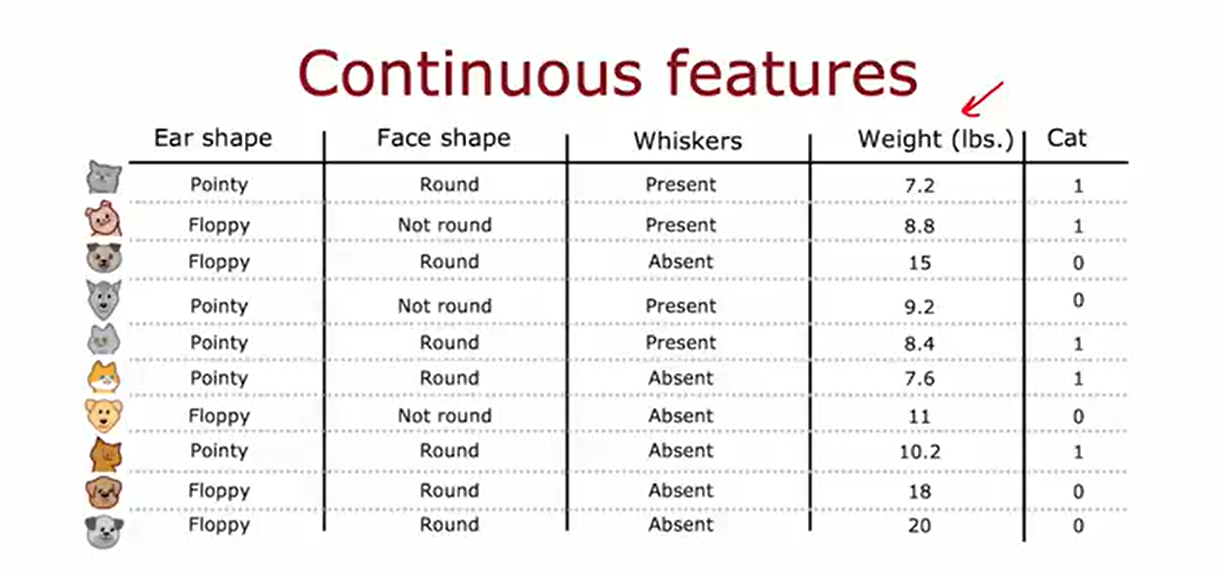 Continuous features
Ear shape Face shape Whiskers Weight (lbs.) Cat
Pointy Round Present 7.2 1
Floppy Not round Present 8.8 1
Floppy Round Absent 15 0
Pointy Not round Present 9.2 0
Pointy Round Present 8.4 1
Pointy Round Absent 7.6 1
Floppy Not round Absent 11 0
Pointy Round Absent 10.2 1
Floppy Round Absent 18 0
Floppy Round Absent 20 0